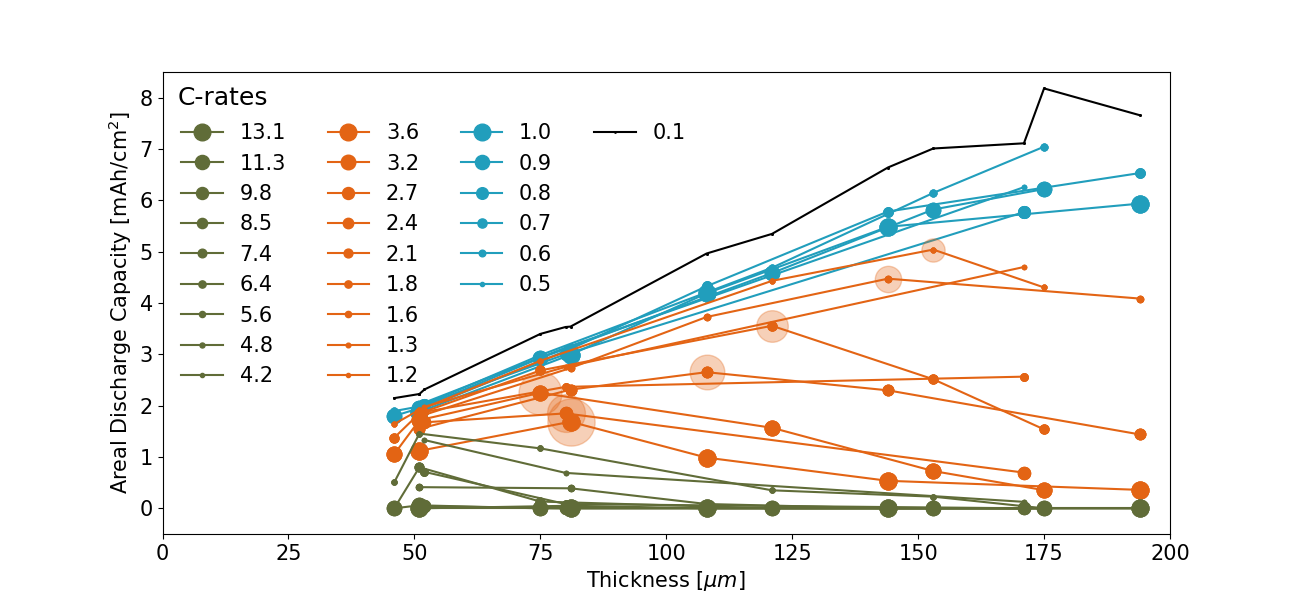 C-rates
13.1 3.6 1.0 0.1
11.3 3.2 0.9
9.8 2.7 0.8
8.5 2.4 0.7
7.4 2.1 0.6
6.4 1.8 0.5
5.6 1.6
4.8 1.3
4.2 1.2
8
7
6
5
4
3
2
1
0
Areal Discharge Capacity [mAh/cm²]
0 25 50 75 100 125 150 175 200
Thickness [μm]